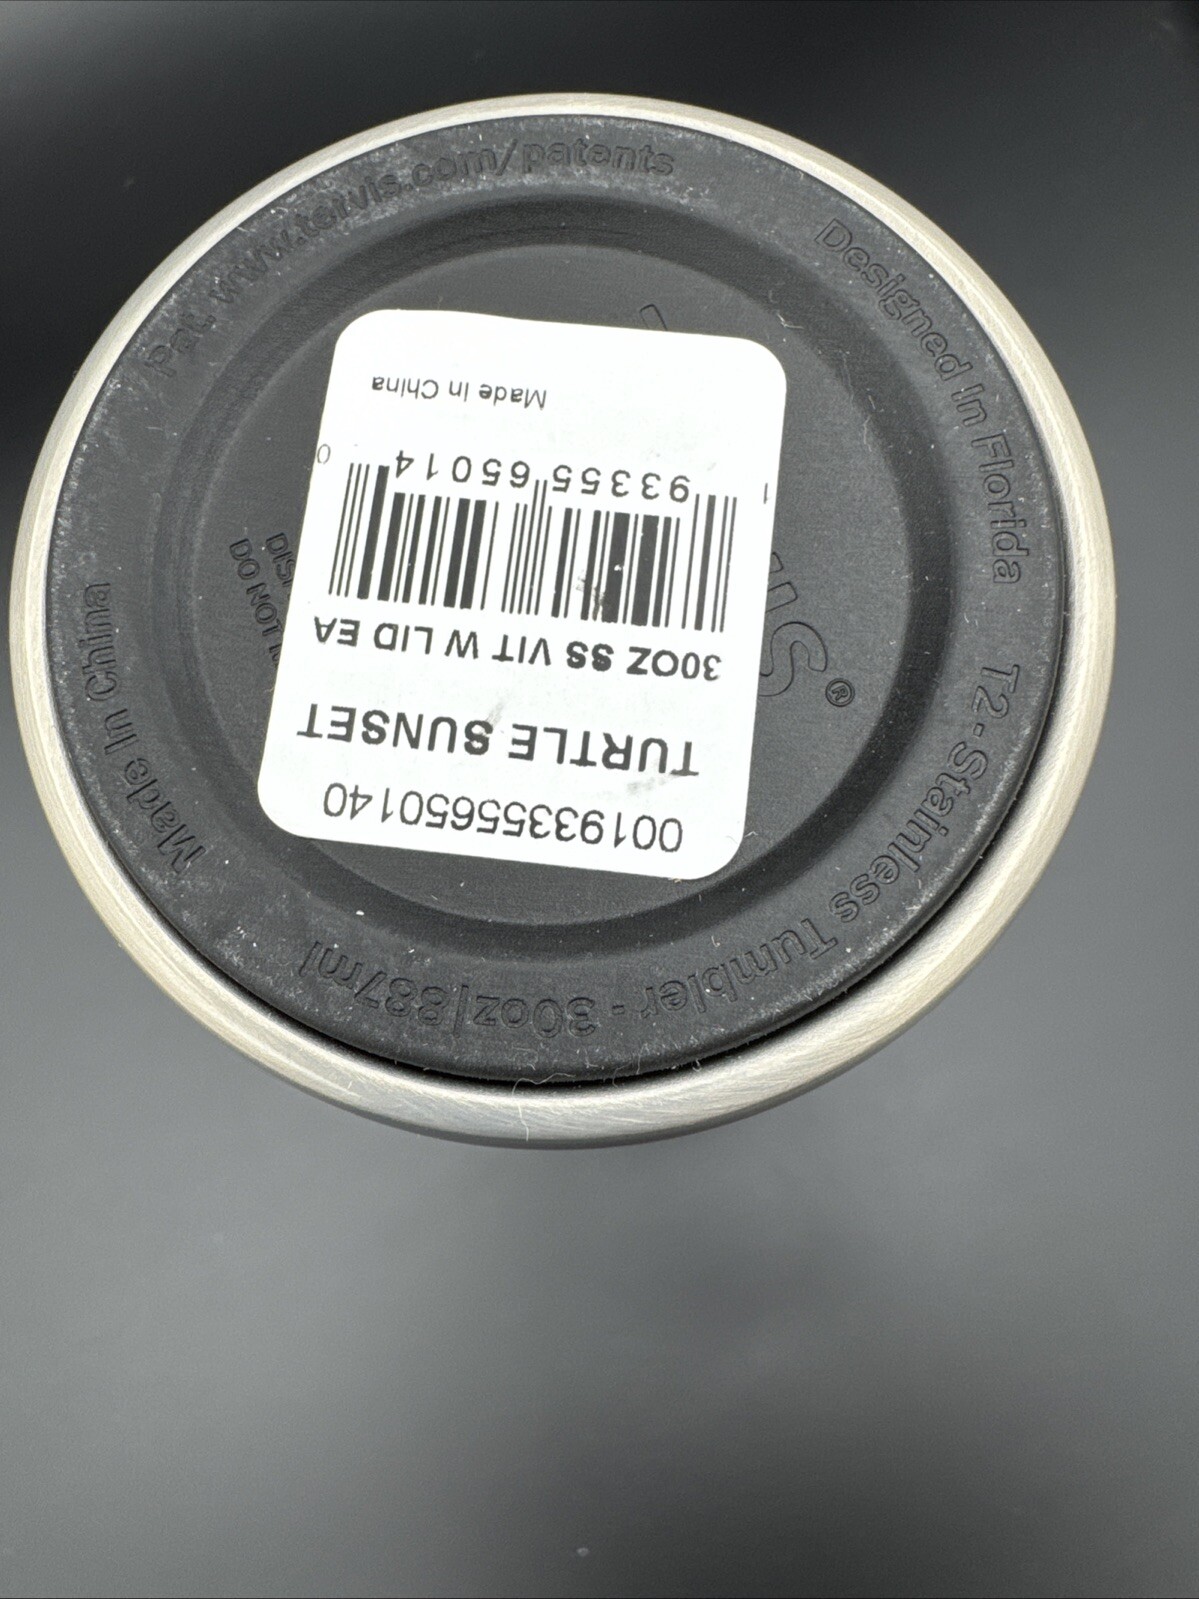 00193355650140
TURTLE SUNSET
30OZ SS VIT W LID EA
1 93355 65014 0
Made in China
Pat. www.tervis.com/patents
Designed In Florida
T2-Stainless Tumbler - 30oz|887ml
Made In China
DO NOT